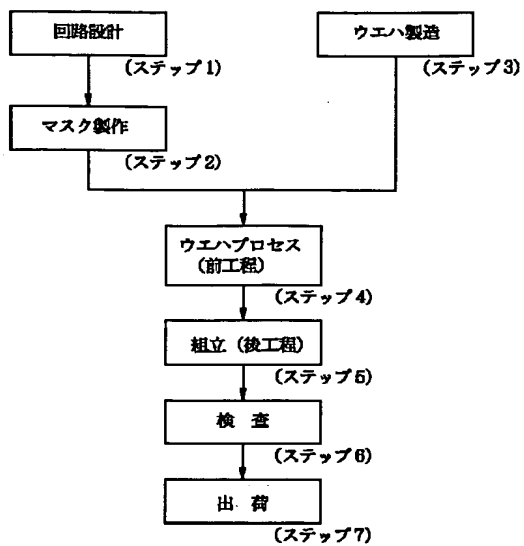 回路設計
(ステップ1)
ウエハ製造
(ステップ3)
マスク製作
(ステップ2)
ウエハプロセス
(前工程)
(ステップ4)
組立(後工程)
(ステップ5)
検 査
(ステップ6)
出 荷
(ステップ7)